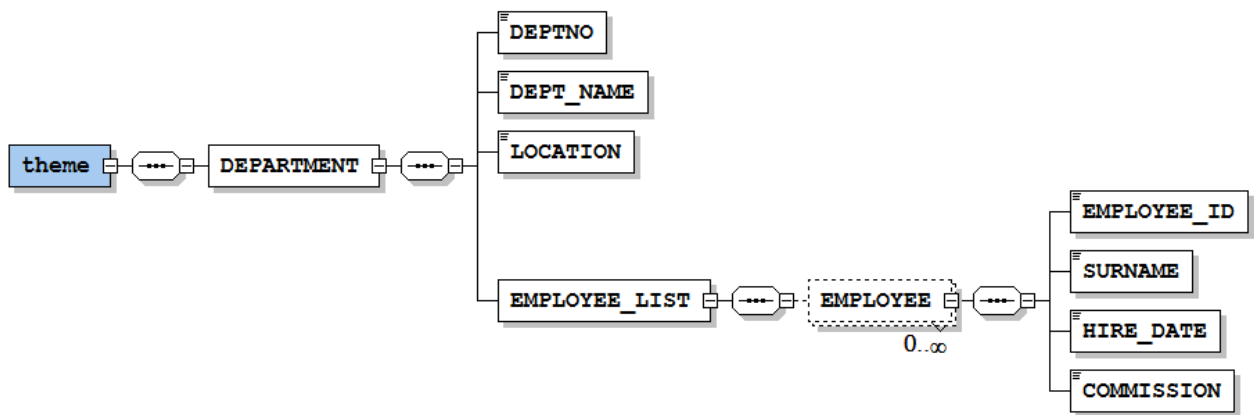 theme
DEPARTMENT
DEPTNO
DEPT_NAME
LOCATION
EMPLOYEE_LIST
EMPLOYEE
0..∞
EMPLOYEE_ID
SURNAME
HIRE_DATE
COMMISSION